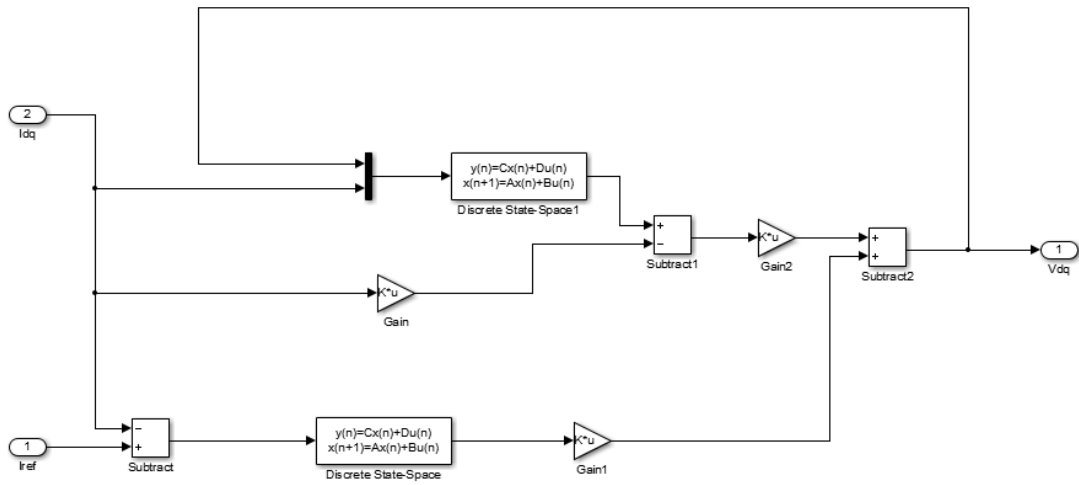 2
Idq
y(n)=Cx(n)+Du(n)
x(n+1)=Ax(n)+Bu(n)
Discrete State-Space1
+
−
Subtract1
K*u
Gain2
+
+
Subtract2
1
Vdq
K*u
Gain
1
Iref
−
+
Subtract
y(n)=Cx(n)+Du(n)
x(n+1)=Ax(n)+Bu(n)
Discrete State-Space
K*u
Gain1